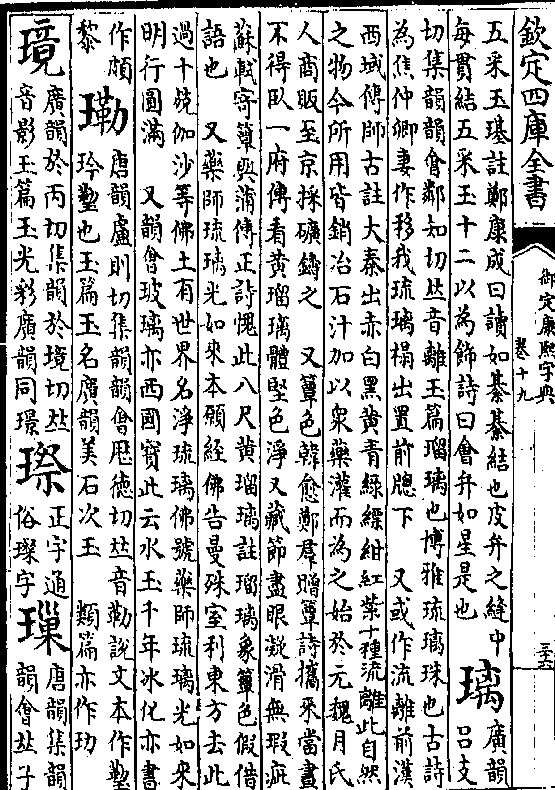 欽定四庫全書
御定康熙字典
卷十九
五采玉璂註鄭康成曰讀如綦綦結也皮弁之縫中
每貫結五采玉十二以為飾詩曰會弁如星是也 璃 廣韻吕支
切集韻韻會鄰知切𠀤音離玉篇瑠璃也博雅琉璃珠也古詩
為焦仲卿妻作移我琉璃榻出置前牕下 又或作流離前漢
西域傳師古註大秦出赤白黑黃青綠縹紺紅紫十種流離此自然
之物今所用皆銷冶石汁加以衆藥灌而為之始於元魏月氏
人商販至京採礦鑄之 又簟色韓愈鄭羣贈簟詩攜來當晝
不得臥一府傳看黃瑠璃體堅色淨又藏節盡眼凝滑無瑕疵
蘇軾寄簟與蒲傳正詩愧此八尺黃瑠璃註瑠璃象簟色假借
語也 又藥師琉璃光如來本願經佛告曼殊室利東方去此
過十殑伽沙等佛土有世界名淨琉璃佛號藥師琉璃光如來
明行圓滿 又韻會玻璃亦西國寶此云水玉千年冰化亦書
作瓈 璓 唐韻盧則切集韻韻會歷德切𠀤音勒說文本作䥶
黎 玲䥶也玉篇玉名廣韻美石次玉 類篇亦作玏
璄 廣韻於丙切集韻於境切𠀤音影玉篇玉光彩廣韻同璟 璨 正字通俗璨字 璅 唐韻集韻韻會𠀤子